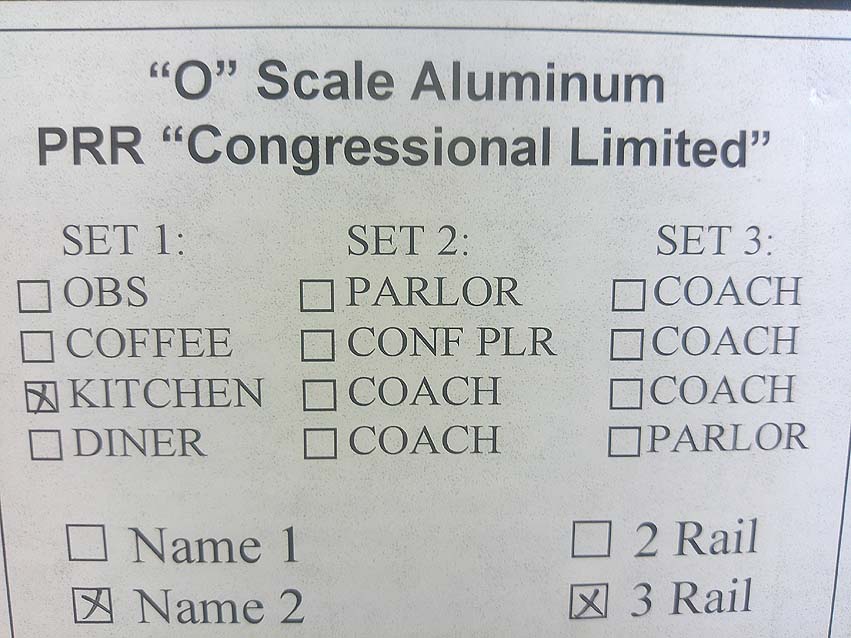 “O” Scale Aluminum
PRR “Congressional Limited”
SET 1: SET 2: SET 3:
☐ OBS ☐ PARLOR ☐ COACH
☐ COFFEE ☐ CONF PLR ☐ COACH
☒ KITCHEN ☐ COACH ☐ COACH
☐ DINER ☐ COACH ☐ PARLOR
☐ Name 1 ☐ 2 Rail
☒ Name 2 ☒ 3 Rail